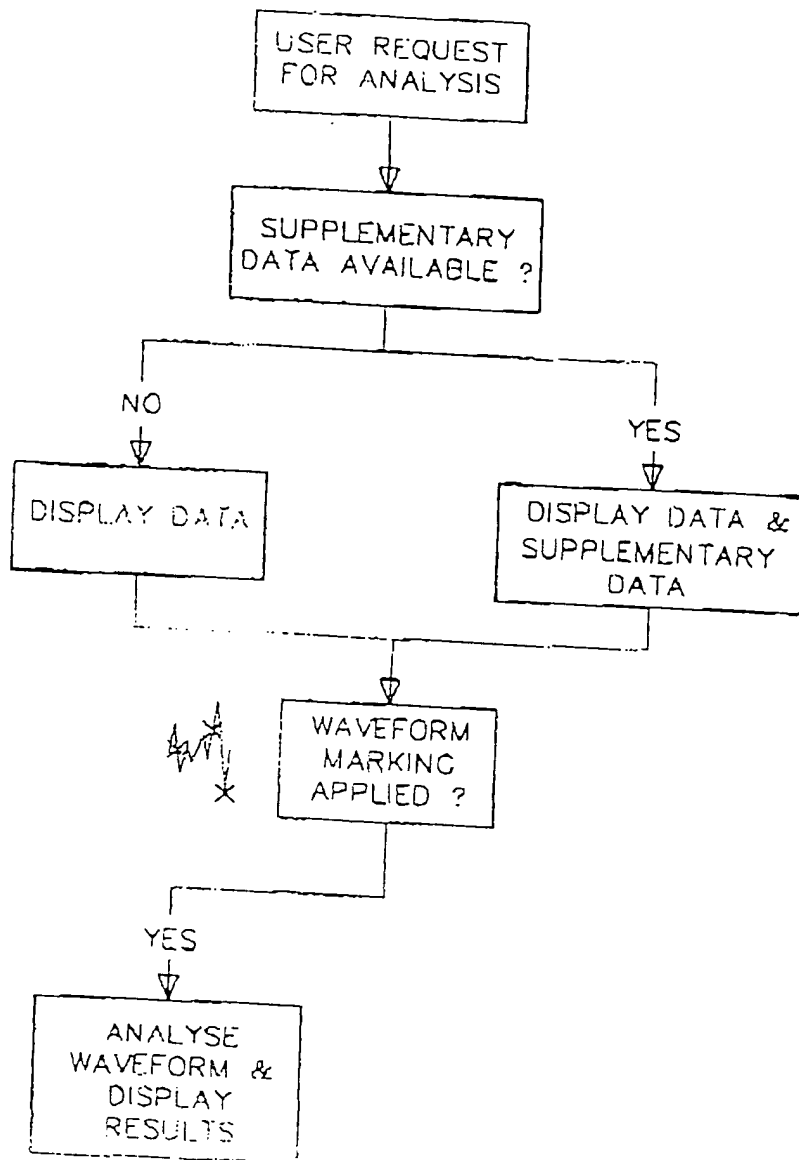 USER REQUEST
FOR ANALYSIS
SUPPLEMENTARY
DATA AVAILABLE ?
NO
YES
DISPLAY DATA
DISPLAY DATA &
SUPPLEMENTARY
DATA
WAVEFORM
MARKING
APPLIED ?
YES
ANALYSE
WAVEFORM &
DISPLAY
RESULTS